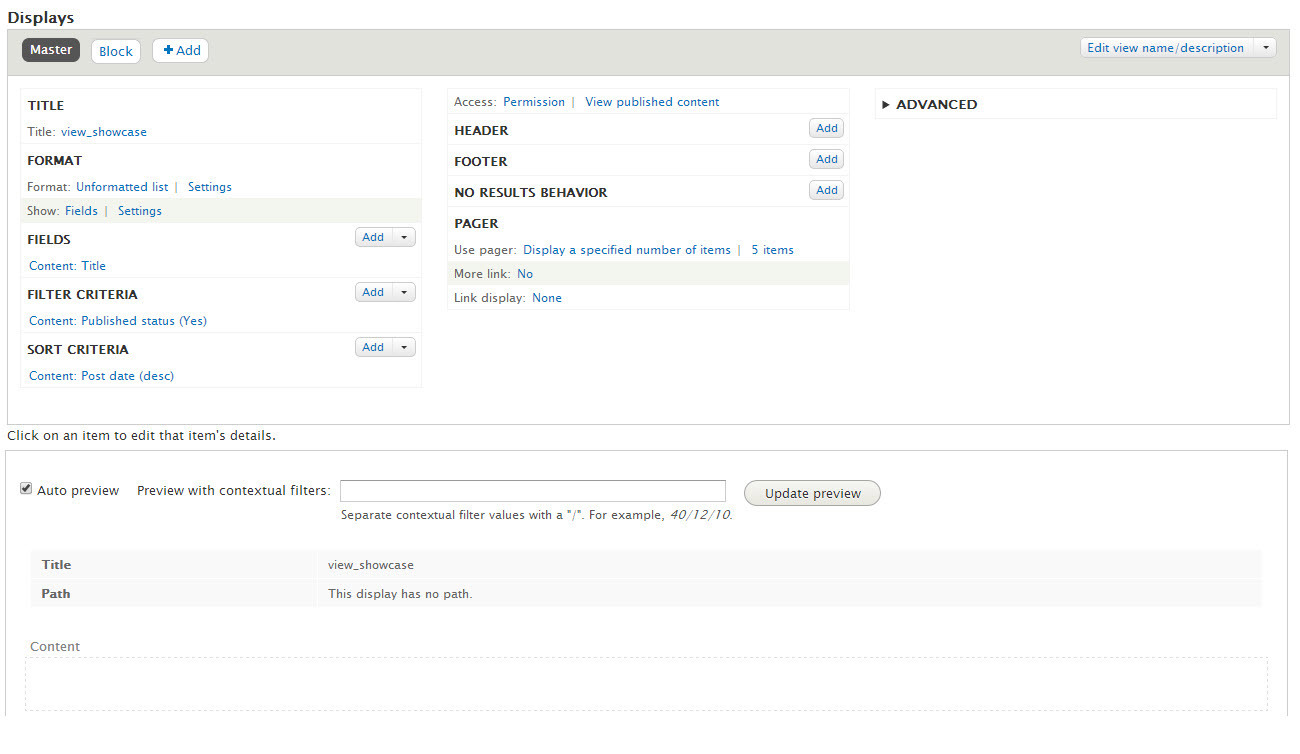 Displays
Master Block Add Edit view name/description
TITLE
Title: view_showcase
FORMAT
Format: Unformatted list | Settings
Show: Fields | Settings
FIELDS Add
Content: Title
FILTER CRITERIA Add
Content: Published status (Yes)
SORT CRITERIA Add
Content: Post date (desc)
Access: Permission | View published content
HEADER Add
FOOTER Add
NO RESULTS BEHAVIOR Add
PAGER
Use pager: Display a specified number of items | 5 items
More link: No
Link display: None
ADVANCED
Click on an item to edit that item's details.
Auto preview Preview with contextual filters: Update preview
Separate contextual filter values with a "/". For example, 40/12/10.
Title view_showcase
Path This display has no path.
Content